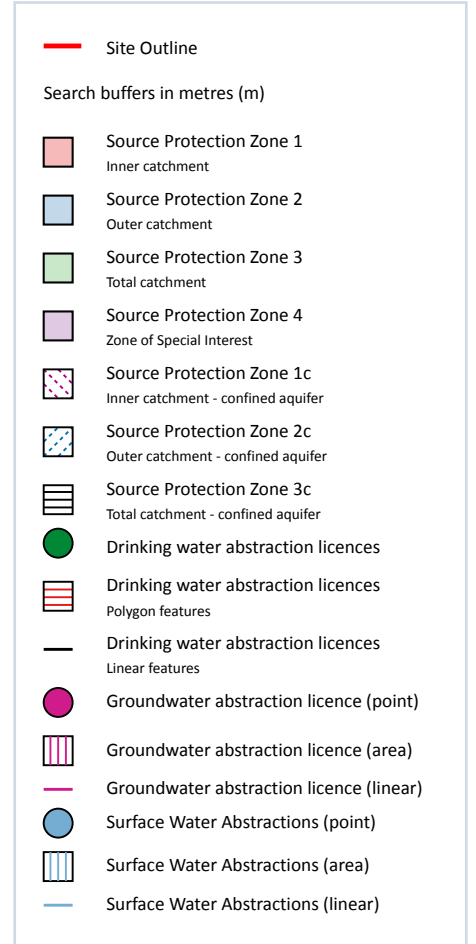 Site Outline
Search buffers in metres (m)
Source Protection Zone 1
Inner catchment
Source Protection Zone 2
Outer catchment
Source Protection Zone 3
Total catchment
Source Protection Zone 4
Zone of Special Interest
Source Protection Zone 1c
Inner catchment - confined aquifer
Source Protection Zone 2c
Outer catchment - confined aquifer
Source Protection Zone 3c
Total catchment - confined aquifer
Drinking water abstraction licences
Drinking water abstraction licences
Polygon features
Drinking water abstraction licences
Linear features
Groundwater abstraction licence (point)
Groundwater abstraction licence (area)
Groundwater abstraction licence (linear)
Surface Water Abstractions (point)
Surface Water Abstractions (area)
Surface Water Abstractions (linear)